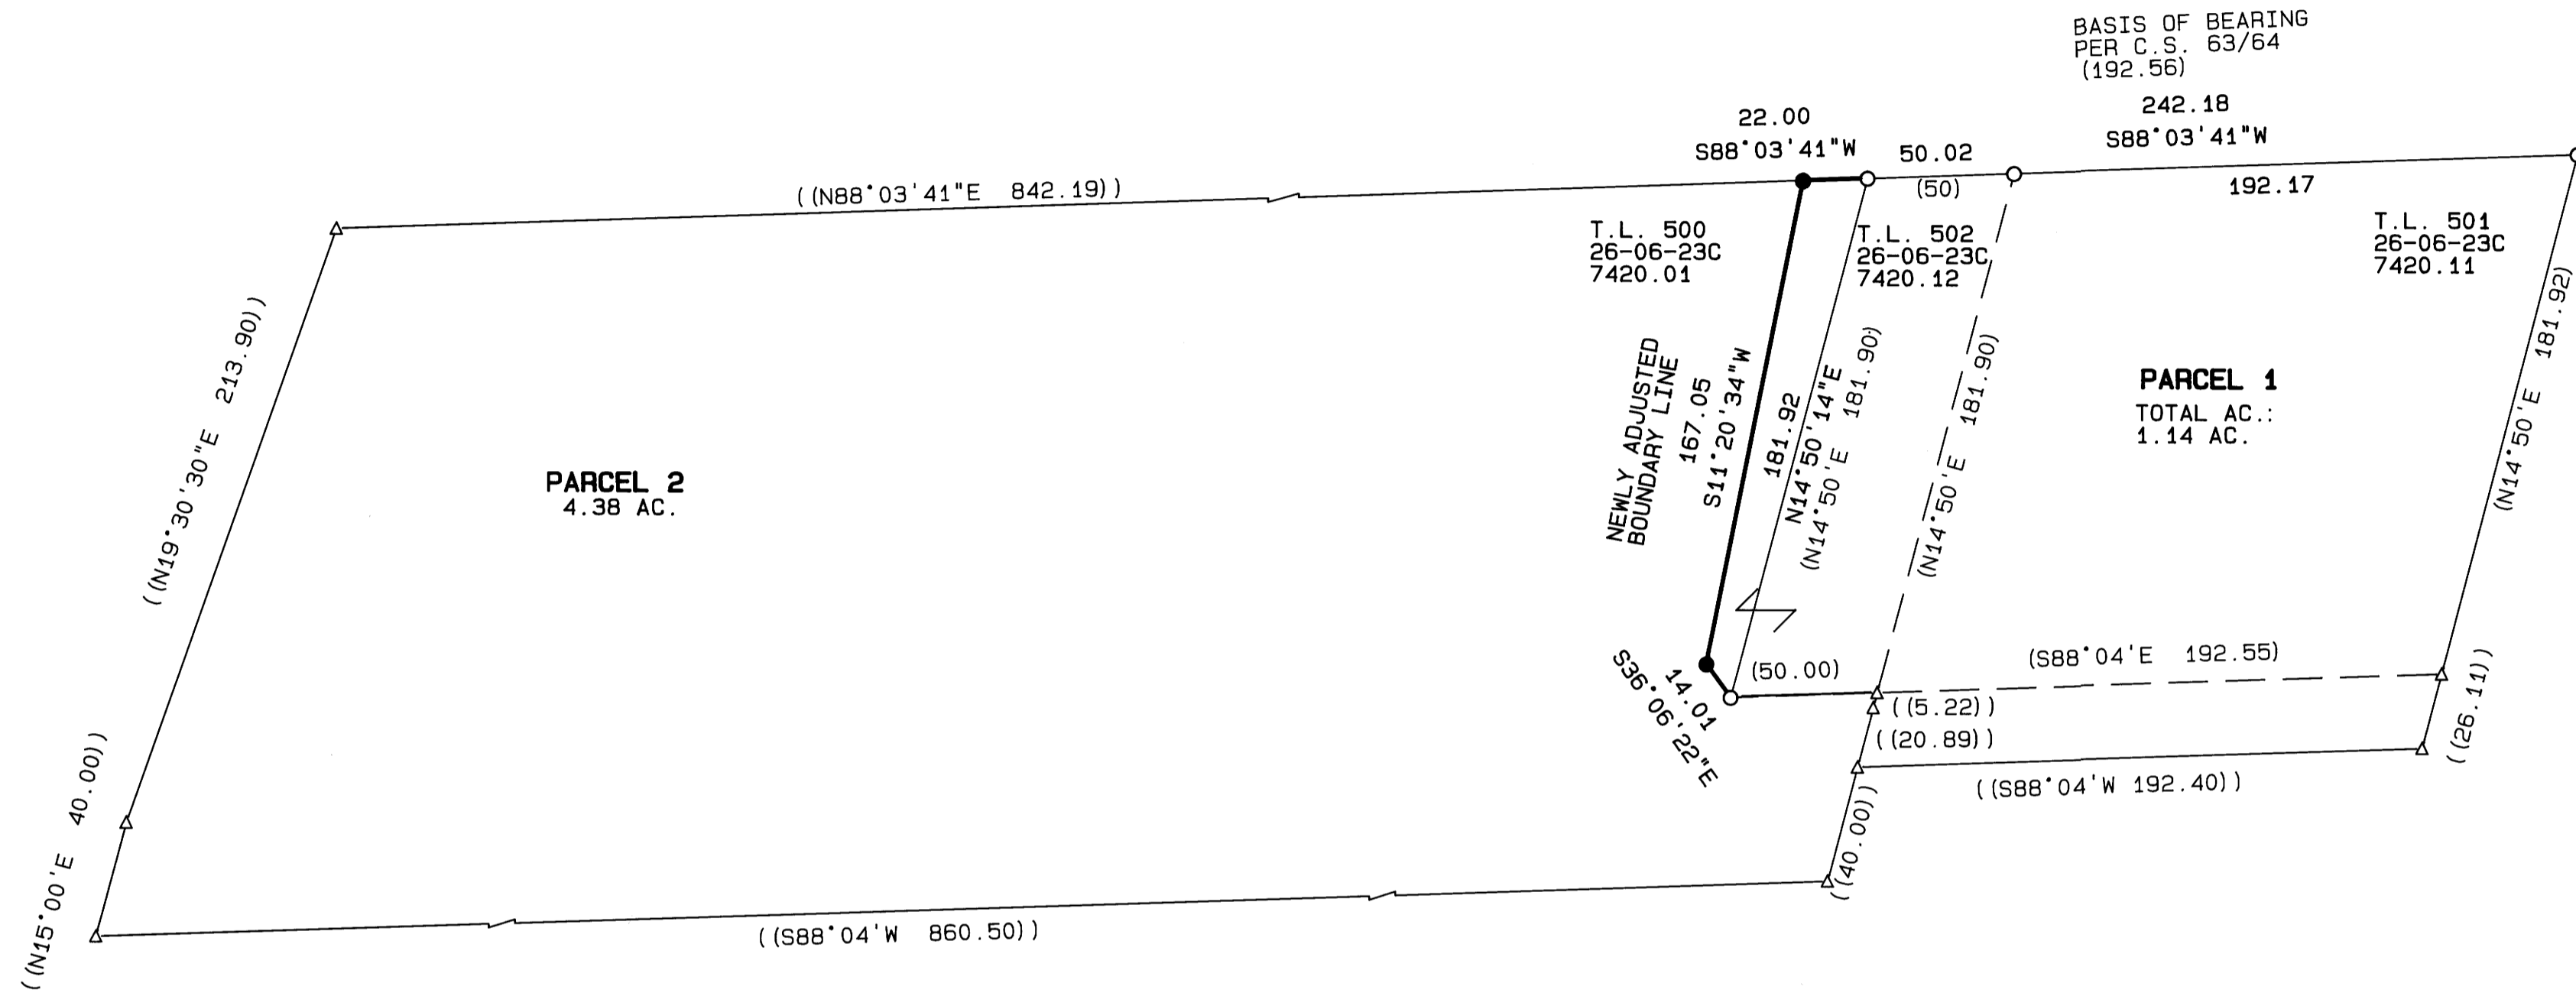 BASIS OF BEARING
PER C.S. 63/64
(192.56)
242.18
S88°03'41"W
22.00
S88°03'41"W
50.02
(50)
192.17
((N88°03'41"E 842.19))
T.L. 500
26-06-23C
7420.01
T.L. 502
26-06-23C
7420.12
T.L. 501
26-06-23C
7420.11
((N19°30'30"E 213.90))
NEWLY ADJUSTED
BOUNDARY LINE
167.05
S11°20'34"W
181.92
N14°50'14"E
(N14°50'E 181.90)
(N14°50'E 181.90)
PARCEL 1
TOTAL AC.:
1.14 AC.
(N14°50'E 181.92)
PARCEL 2
4.38 AC.
(50.00)
(S88°04'E 192.55)
14.01
S36°06'22"E
((5.22))
((20.89))
((26.11))
((S88°04'W 192.40))
((40.00))
((N15°00'E 40.00))
((S88°04'W 860.50))